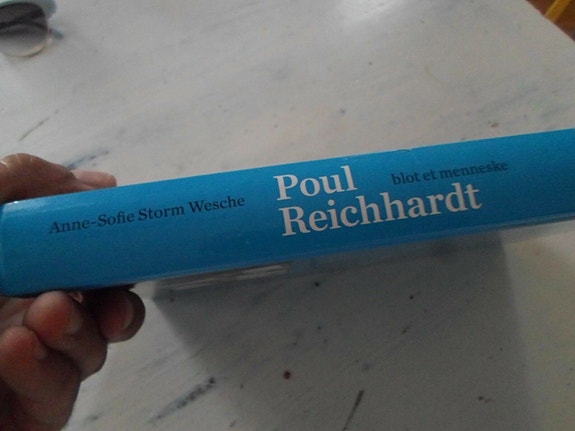 Anne-Sofie Storm Wesche
Poul
Reichhardt
blot et menneske